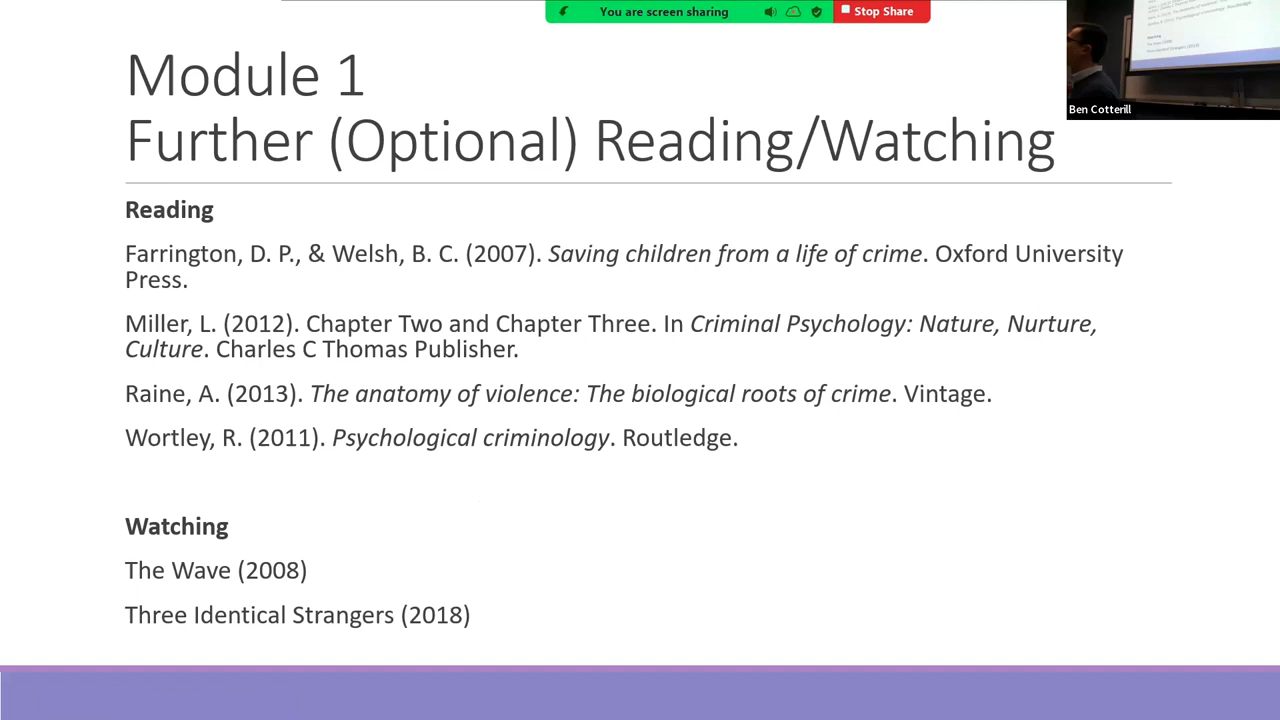 You are screen sharing
Stop Share
Module 1
Further (Optional) Reading/Watching
Ben Cotterill
Reading
Farrington, D. P., & Welsh, B. C. (2007). Saving children from a life of crime. Oxford University
Press.
Miller, L. (2012). Chapter Two and Chapter Three. In Criminal Psychology: Nature, Nurture,
Culture. Charles C Thomas Publisher.
Raine, A. (2013). The anatomy of violence: The biological roots of crime. Vintage.
Wortley, R. (2011). Psychological criminology. Routledge.
Watching
The Wave (2008)
Three Identical Strangers (2018)